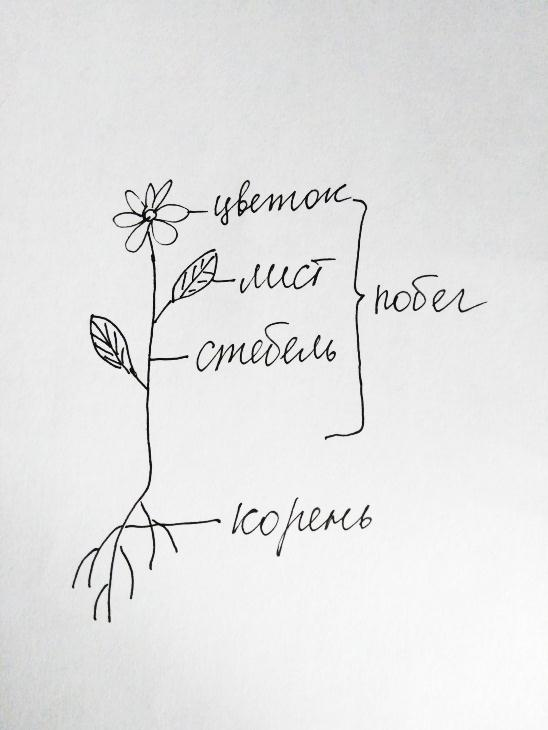 цветок
лист
побег
стебель
корень